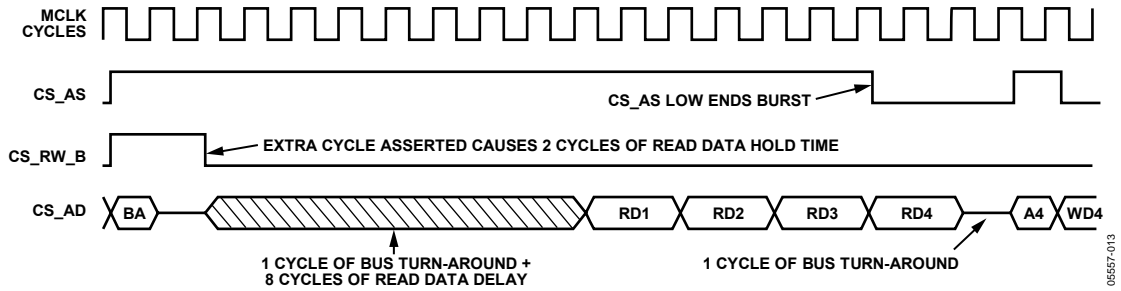 MCLK
CYCLES
CS_AS
CS_AS LOW ENDS BURST
CS_RW_B
EXTRA CYCLE ASSERTED CAUSES 2 CYCLES OF READ DATA HOLD TIME
CS_AD
BA
RD1
RD2
RD3
RD4
A4
WD4
1 CYCLE OF BUS TURN-AROUND +
8 CYCLES OF READ DATA DELAY
1 CYCLE OF BUS TURN-AROUND
05557-013